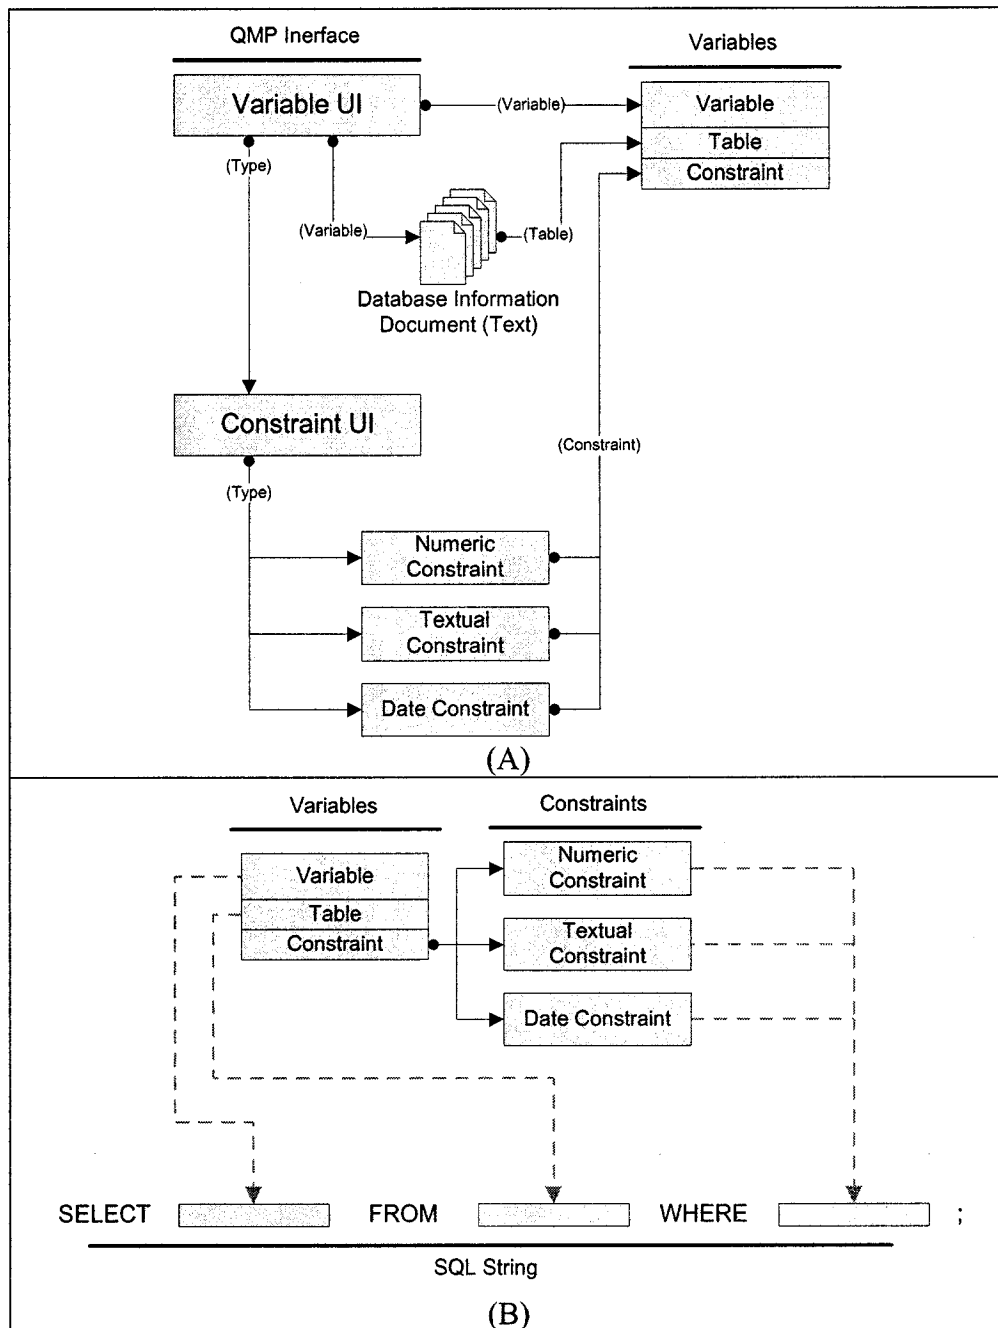 QMP Inerface
Variables
Variable UI
(Variable)
Variable
Table
Constraint
(Type)
(Variable)
(Table)
Database Information
Document (Text)
Constraint UI
(Constraint)
(Type)
Numeric
Constraint
Textual
Constraint
Date Constraint
(A)
Variables
Constraints
Variable
Table
Constraint
Numeric
Constraint
Textual
Constraint
Date Constraint
SELECT FROM WHERE ;
SQL String
(B)